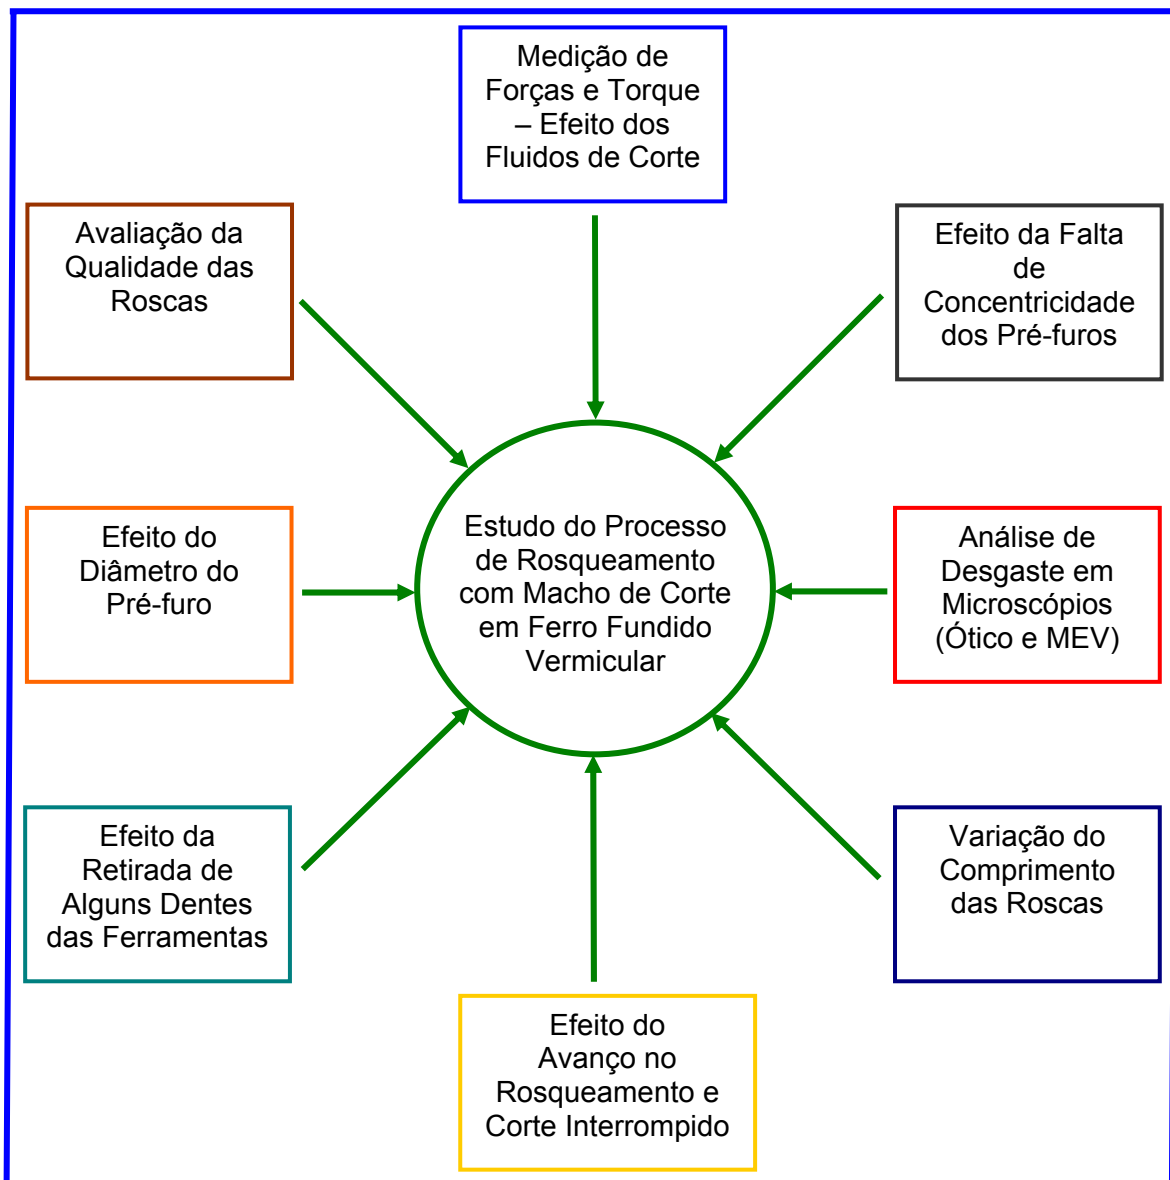 Medição de
Forças e Torque
– Efeito dos
Fluidos de Corte
Avaliação da
Qualidade das
Roscas
Efeito da Falta
de
Concentricidade
dos Pré-furos
Efeito do
Diâmetro do
Pré-furo
Estudo do Processo
de Rosqueamento
com Macho de Corte
em Ferro Fundido
Vermicular
Análise de
Desgaste em
Microscópios
(Ótico e MEV)
Efeito da
Retirada de
Alguns Dentes
das Ferramentas
Variação do
Comprimento
das Roscas
Efeito do
Avanço no
Rosqueamento e
Corte Interrompido